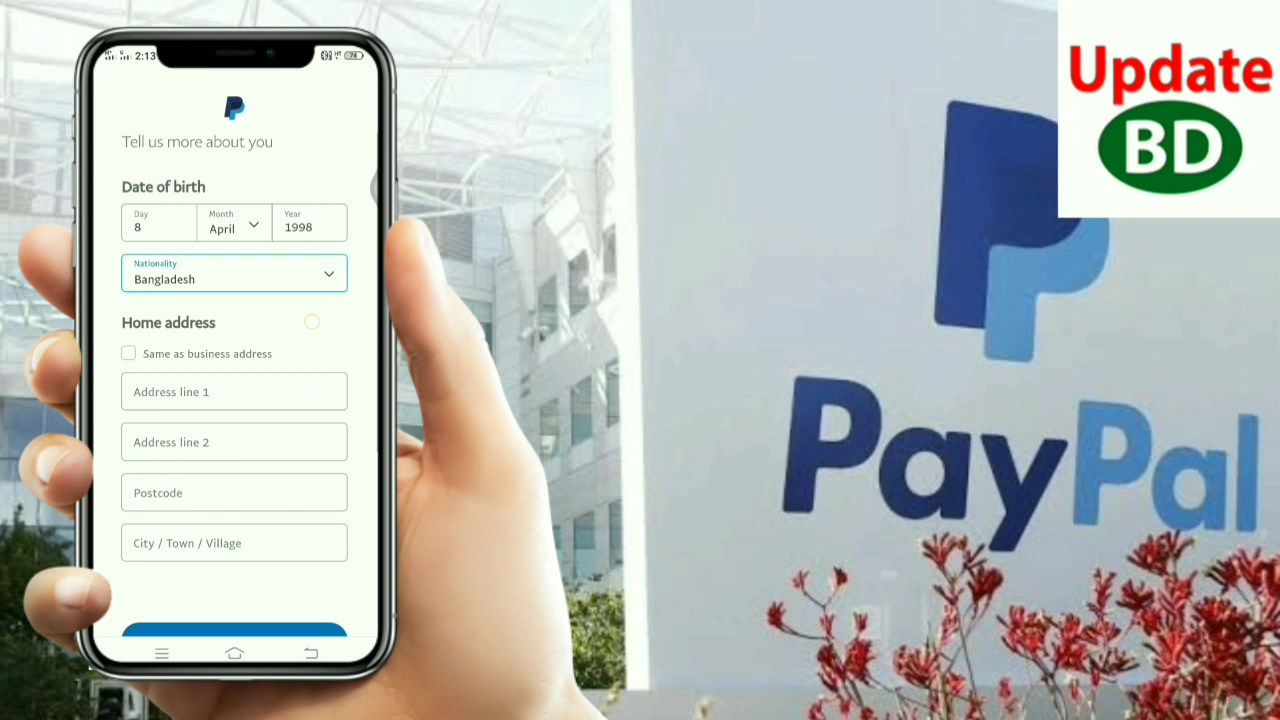 2:13
74
Tell us more about you
Date of birth
Day
8
Month
April
Year
1998
Nationality
Bangladesh
Home address
Same as business address
Address line 1
Address line 2
Postcode
City / Town / Village
Update
BD
PayPal